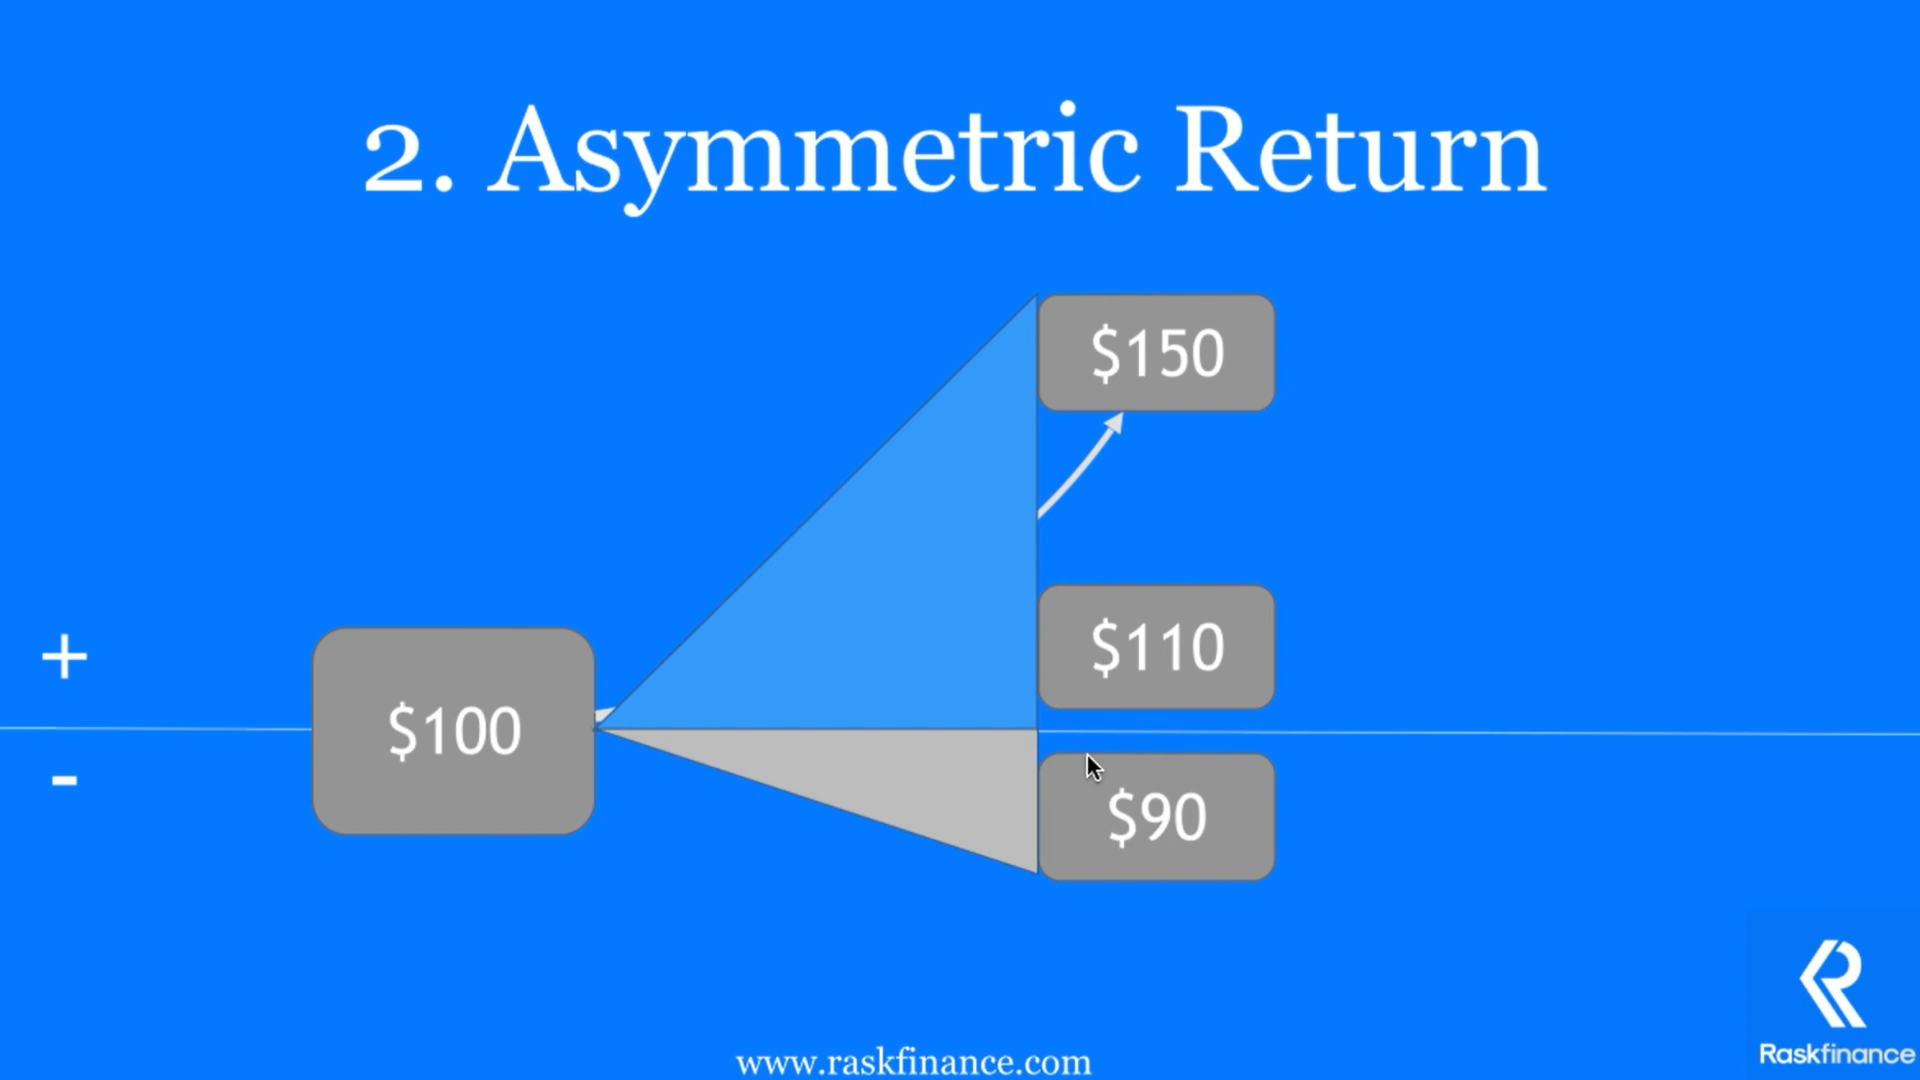 2. Asymmetric Return
$150
$110
+
$100
-
$90
Raskfinance
www.raskfinance.com